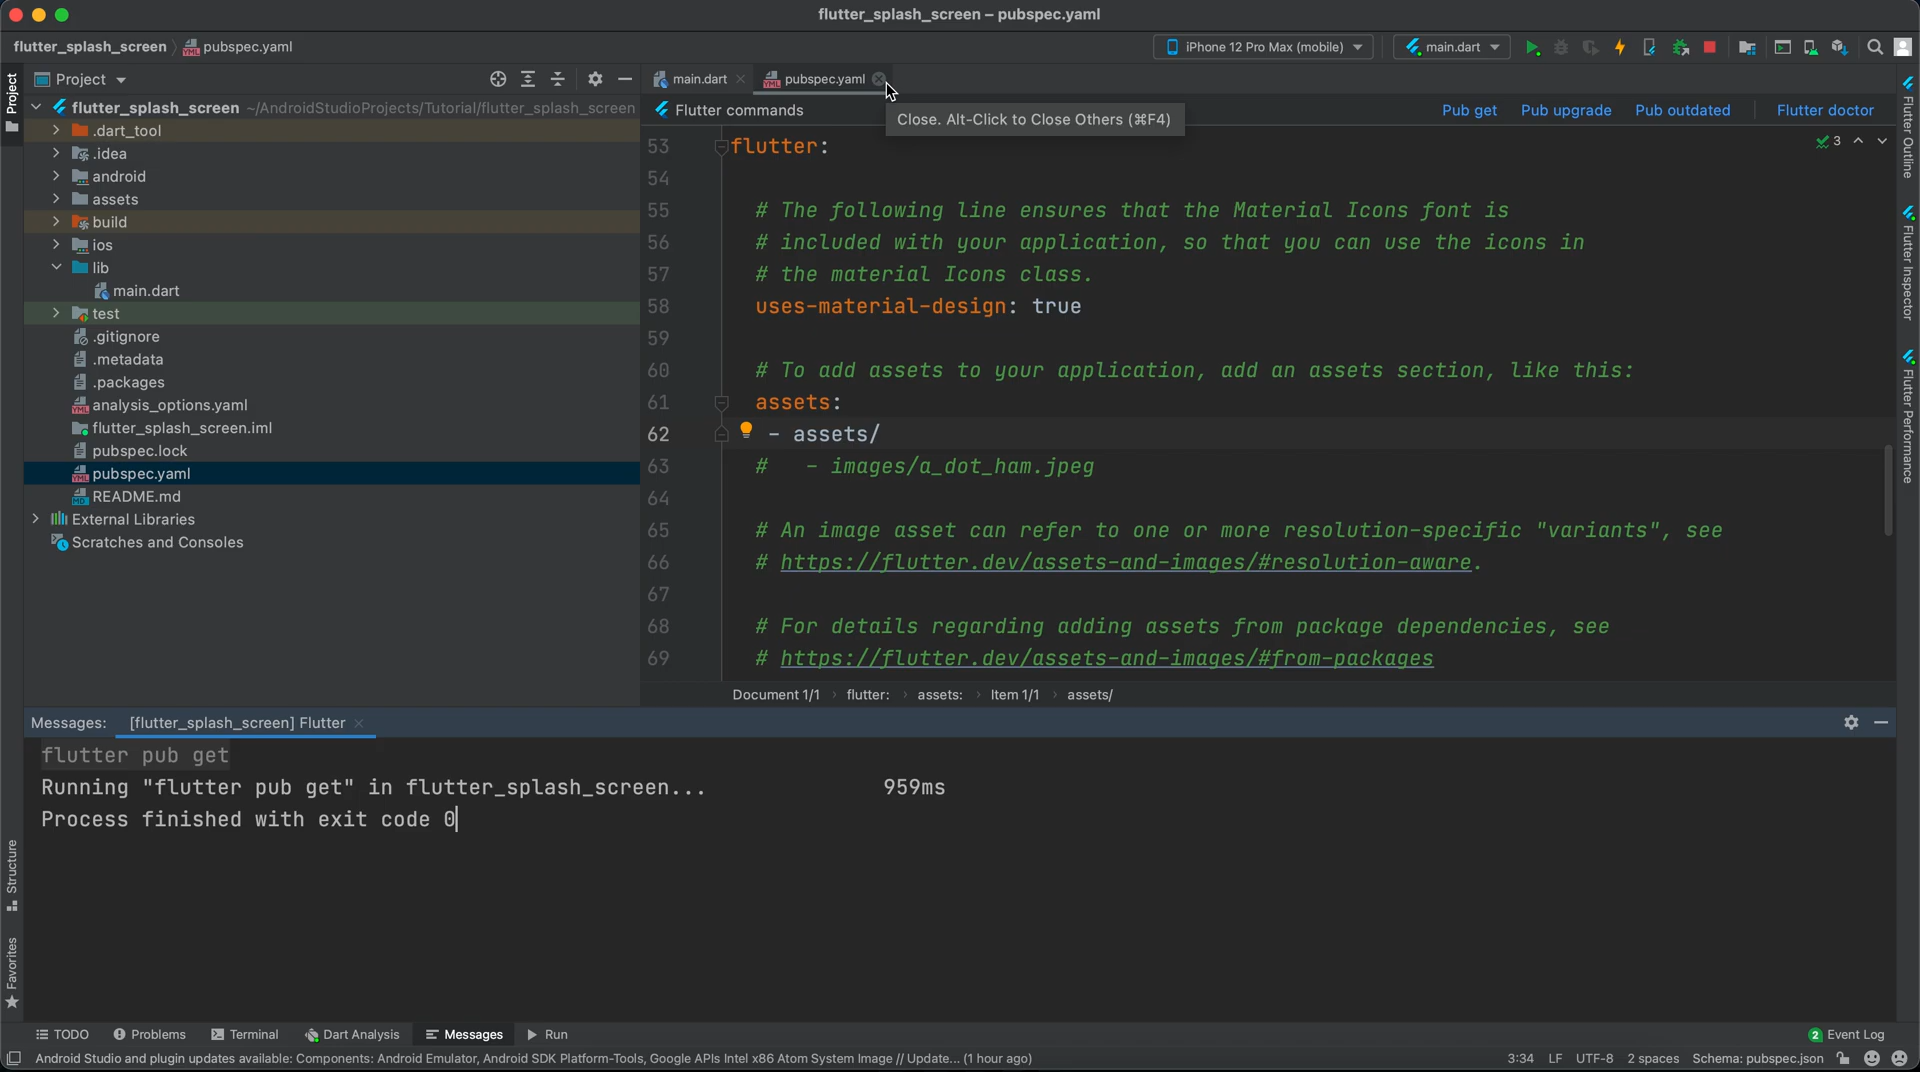 flutter_splash_screen – pubspec.yaml
flutter_splash_screen pubspec.yaml
iPhone 12 Pro Max (mobile) main.dart
Project
Project
main.dart pubspec.yaml
flutter_splash_screen ~/AndroidStudioProjects/Tutorial/flutter_splash_screen
.dart_tool
.idea
android
assets
build
ios
lib
main.dart
test
.gitignore
.metadata
.packages
analysis_options.yaml
flutter_splash_screen.iml
pubspec.lock
pubspec.yaml
README.md
External Libraries
Scratches and Consoles
Flutter commands Pub get Pub upgrade Pub outdated Flutter doctor
Close. Alt-Click to Close Others (⌘F4)
3
53 flutter:
54
55 # The following line ensures that the Material Icons font is
56 # included with your application, so that you can use the icons in
57 # the material Icons class.
58 uses-material-design: true
59
60 # To add assets to your application, add an assets section, like this:
61 assets:
62 - assets/
63 # - images/a_dot_ham.jpeg
64
65 # An image asset can refer to one or more resolution-specific "variants", see
66 # https://flutter.dev/assets-and-images/#resolution-aware.
67
68 # For details regarding adding assets from package dependencies, see
69 # https://flutter.dev/assets-and-images/#from-packages
Document 1/1 › flutter: › assets: › Item 1/1 › assets/
Flutter Outline
Flutter Inspector
Flutter Performance
Messages: [flutter_splash_screen] Flutter
flutter pub get
Running "flutter pub get" in flutter_splash_screen... 959ms
Process finished with exit code 0
Structure
Favorites
TODO Problems Terminal Dart Analysis Messages Run 2 Event Log
Android Studio and plugin updates available: Components: Android Emulator, Android SDK Platform-Tools, Google APIs Intel x86 Atom System Image // Update... (1 hour ago) 3:34 LF UTF-8 2 spaces Schema: pubspec.json